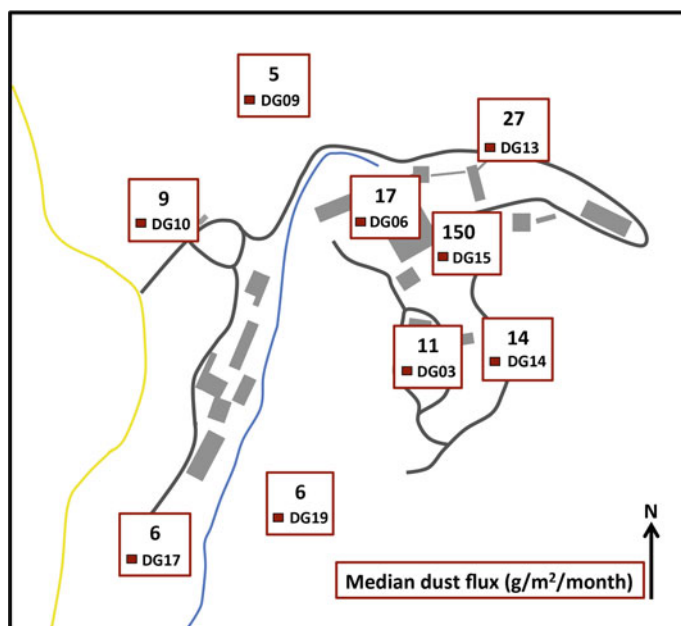 5
DG09
27
DG13
9
DG10
17
DG06
150
DG15
11
DG03
14
DG14
6
DG19
6
DG17
N
Median dust flux (g/m²/month)